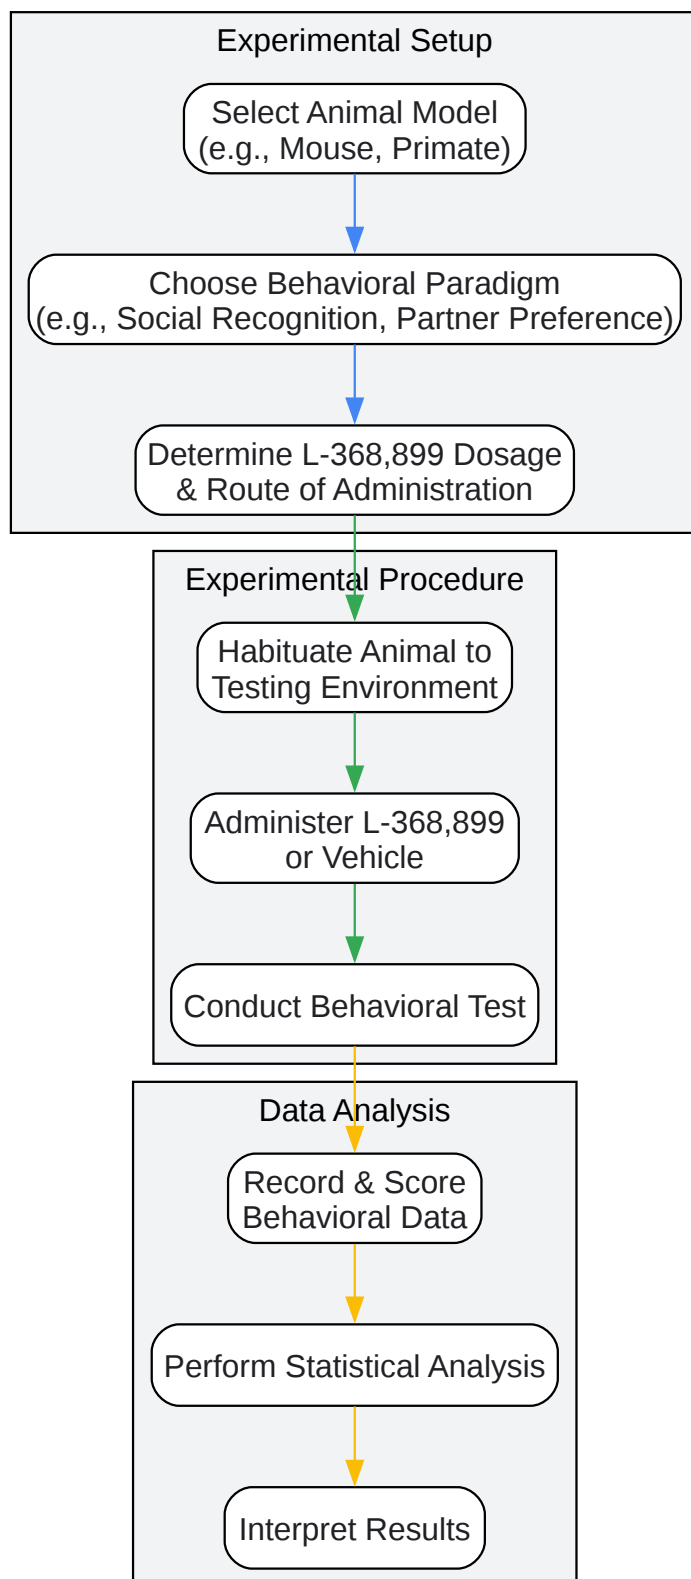 Experimental Setup
Select Animal Model
(e.g., Mouse, Primate)
Choose Behavioral Paradigm
(e.g., Social Recognition, Partner Preference)
Determine L-368,899 Dosage
& Route of Administration
Experimental Procedure
Habituate Animal to
Testing Environment
Administer L-368,899
or Vehicle
Conduct Behavioral Test
Data Analysis
Record & Score
Behavioral Data
Perform Statistical Analysis
Interpret Results